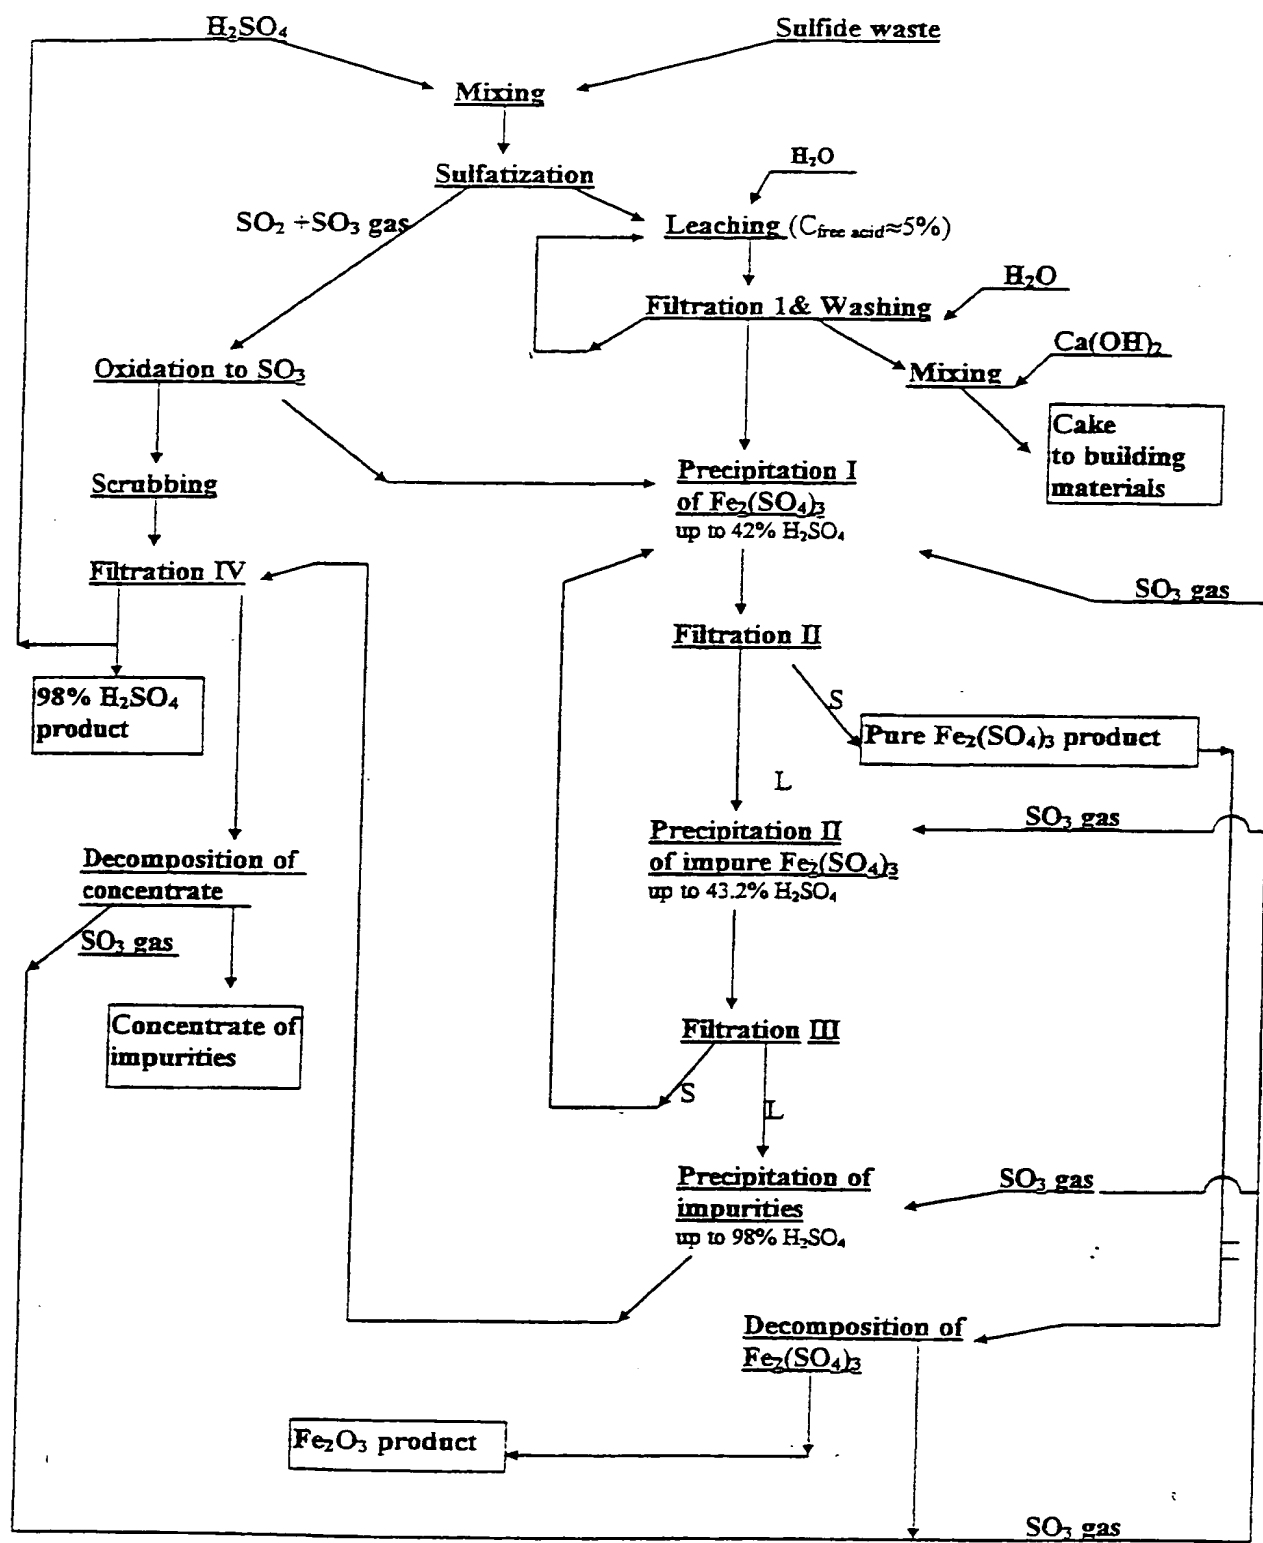 H₂SO₄
Sulfide waste
Mixing
Sulfatization
H₂O
SO₂ ÷SO₃ gas
Leaching (C free acid≈5%)
H₂O
Filtration 1& Washing
Ca(OH)₂
Oxidation to SO₃
Mixing
Cake
to building
materials
Scrubbing
Precipitation I
of Fe₂(SO₄)₃
up to 42% H₂SO₄
Filtration IV
SO₃ gas
Filtration II
98% H₂SO₄
product
S
Pure Fe₂(SO₄)₃ product
L
SO₃ gas
Precipitation II
of impure Fe₂(SO₄)₃
up to 43.2% H₂SO₄
Decomposition of
concentrate
SO₃ gas
Concentrate of
impurities
Filtration III
S
L
Precipitation of
impurities
up to 98% H₂SO₄
SO₃ gas
Decomposition of
Fe₂(SO₄)₃
Fe₂O₃ product
SO₃ gas